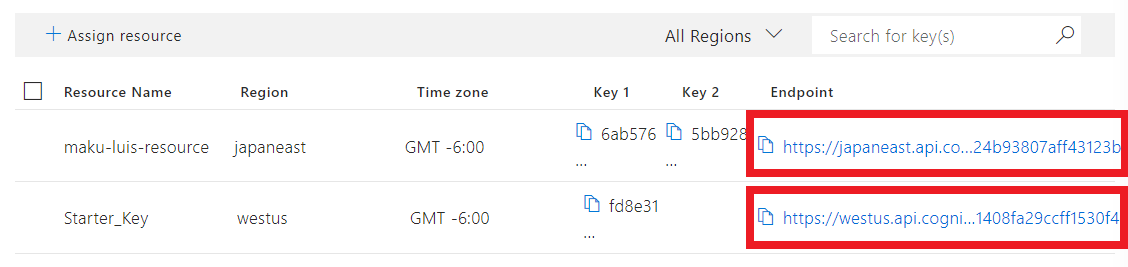 Assign resource All Regions Search for key(s)
Resource Name Region Time zone Key 1 Key 2 Endpoint
maku-luis-resource japaneast GMT -6:00 6ab576 ... 5bb928 ... https://japaneast.api.co...24b93807aff43123b
Starter_Key westus GMT -6:00 fd8e31 ... https://westus.api.cogni...1408fa29ccff1530f4